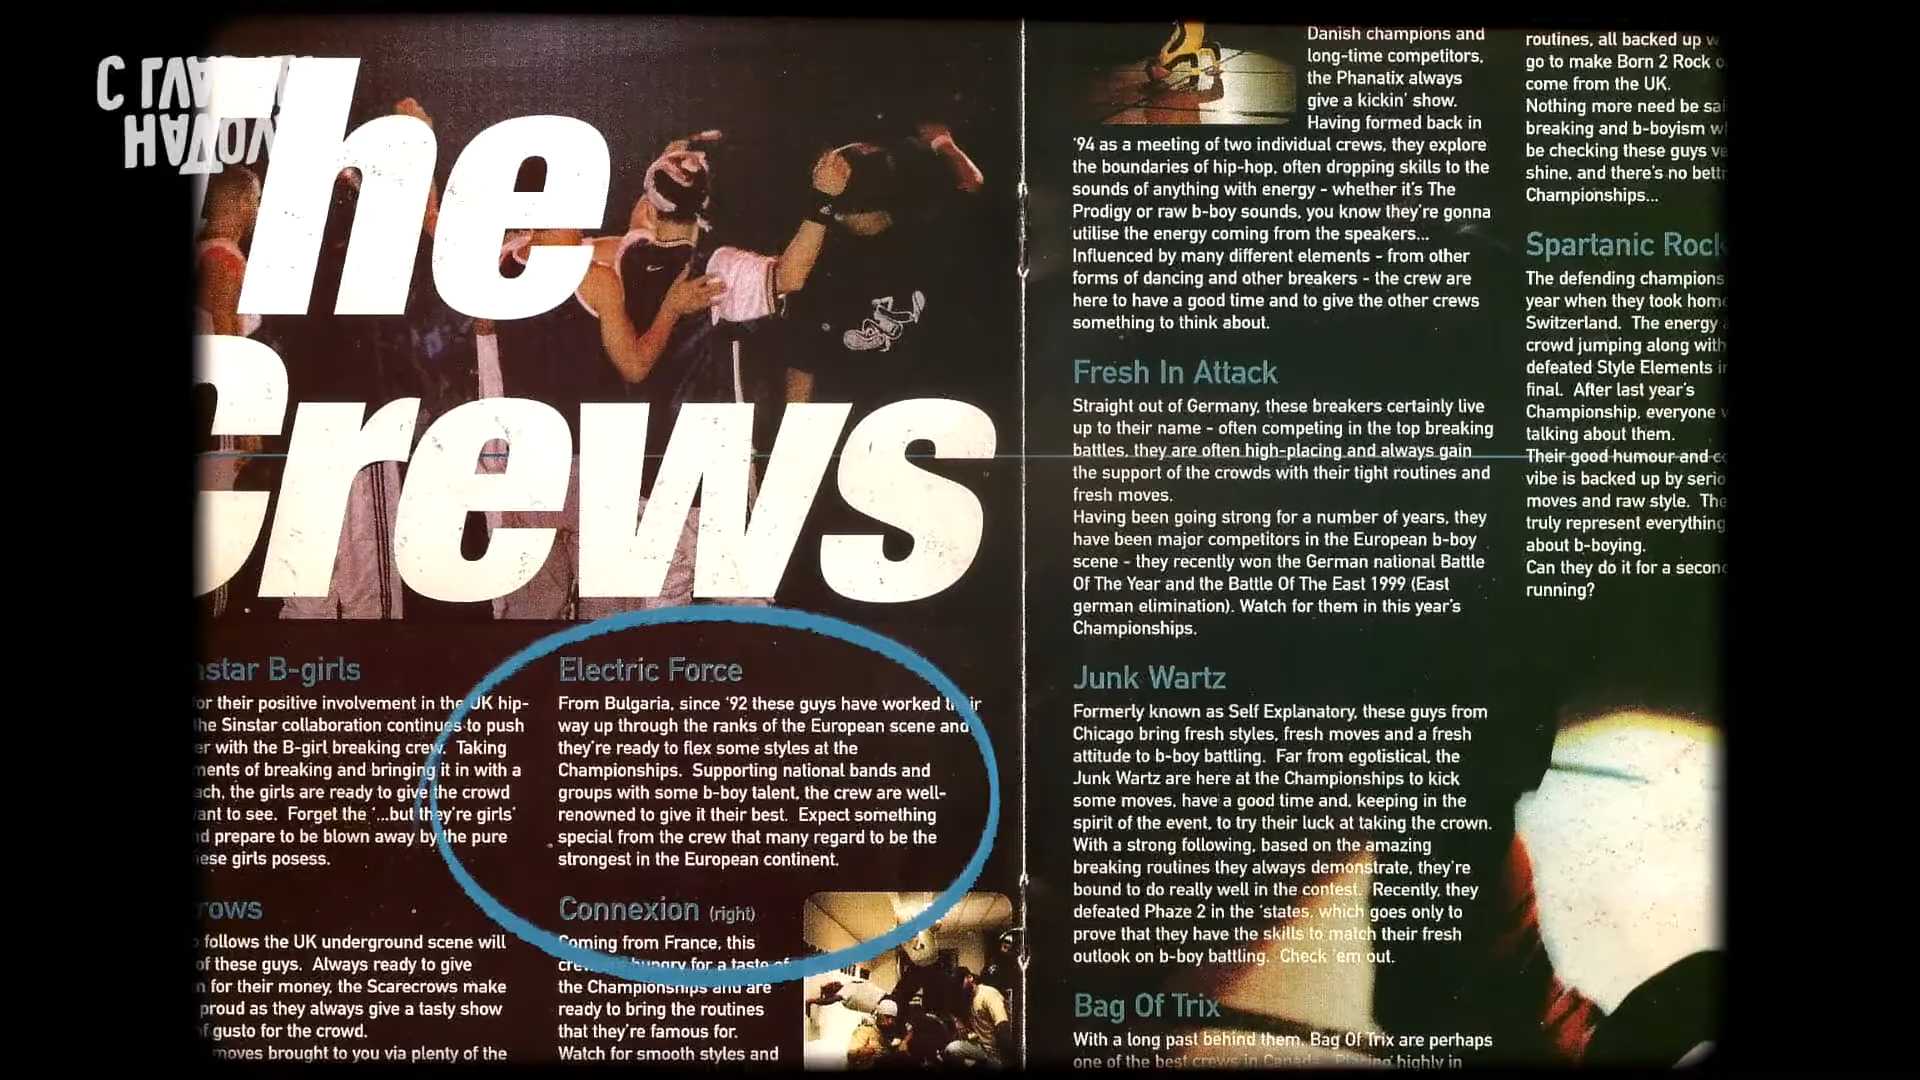 The
Crews
B-girls
for their positive involvement in the UK hip-
the Sinstar collaboration continues to push
with the B-girl breaking crew. Taking
of breaking and bringing it in with a
the girls are ready to give the crowd
want to see. Forget the '...but they're girls'
and prepare to be blown away by the pure
these girls posess.
follows the UK underground scene will
of these guys. Always ready to give
for their money, the Scarecrows make
proud as they always give a tasty show
of gusto for the crowd.
moves brought to you via plenty of the
Electric Force
From Bulgaria, since '92 these guys have worked their
way up through the ranks of the European scene and
they're ready to flex some styles at the
Championships. Supporting national bands and
groups with some b-boy talent, the crew are well-
renowned to give it their best. Expect something
special from the crew that many regard to be the
strongest in the European continent.
Connexion (right)
Coming from France, this
crew are hungry for a taste of
the Championships and are
ready to bring the routines
that they're famous for.
Watch for smooth styles and
Danish champions and
long-time competitors,
the Phanatix always
give a kickin' show.
Having formed back in
'94 as a meeting of two individual crews, they explore
the boundaries of hip-hop, often dropping skills to the
sounds of anything with energy - whether it's The
Prodigy or raw b-boy sounds, you know they're gonna
utilise the energy coming from the speakers...
Influenced by many different elements - from other
forms of dancing and other breakers - the crew are
here to have a good time and to give the other crews
something to think about.
Fresh In Attack
Straight out of Germany, these breakers certainly live
up to their name - often competing in the top breaking
battles, they are often high-placing and always gain
the support of the crowds with their tight routines and
fresh moves.
Having been going strong for a number of years, they
have been major competitors in the European b-boy
scene - they recently won the German national Battle
Of The Year and the Battle Of The East 1999 (East
german elimination). Watch for them in this year's
Championships.
Junk Wartz
Formerly known as Self Explanatory, these guys from
Chicago bring fresh styles, fresh moves and a fresh
attitude to b-boy battling. Far from egotistical, the
Junk Wartz are here at the Championships to kick
some moves, have a good time and, keeping in the
spirit of the event, to try their luck at taking the crown.
With a strong following, based on the amazing
breaking routines they always demonstrate, they're
bound to do really well in the contest. Recently, they
defeated Phaze 2 in the 'states, which goes only to
prove that they have the skills to match their fresh
outlook on b-boy battling. Check 'em out.
Bag Of Trix
With a long past behind them, Bag Of Trix are perhaps
one of the best crews in Canada. Placing highly in
routines, all backed up
go to make Born 2 Rock
come from the UK.
Nothing more need be
breaking and b-boyism
be checking these guys
shine, and there's no
Championships...
Spartanic Rock
The defending champions
year when they took home
Switzerland. The energy
crowd jumping along with
defeated Style Elements in
final. After last year's
Championship, everyone
talking about them.
Their good humour and
vibe is backed up by
moves and raw style. The
truly represent everything
about b-boying.
Can they do it for a second
running?